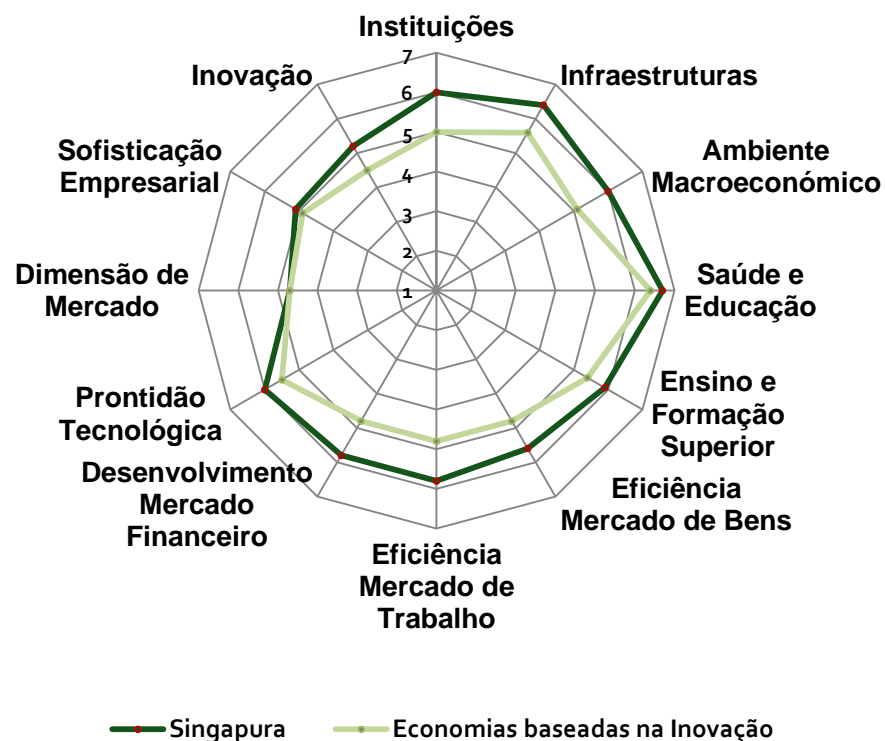 Instituições
Infraestruturas
Ambiente
Macroeconómico
Saúde e
Educação
Ensino e
Formação
Superior
Eficiência
Mercado de Bens
Eficiência
Mercado de
Trabalho
Desenvolvimento
Mercado
Financeiro
Prontidão
Tecnológica
Dimensão de
Mercado
Sofisticação
Empresarial
Inovação
7
6
5
4
3
2
1
Singapura
Economias baseadas na Inovação